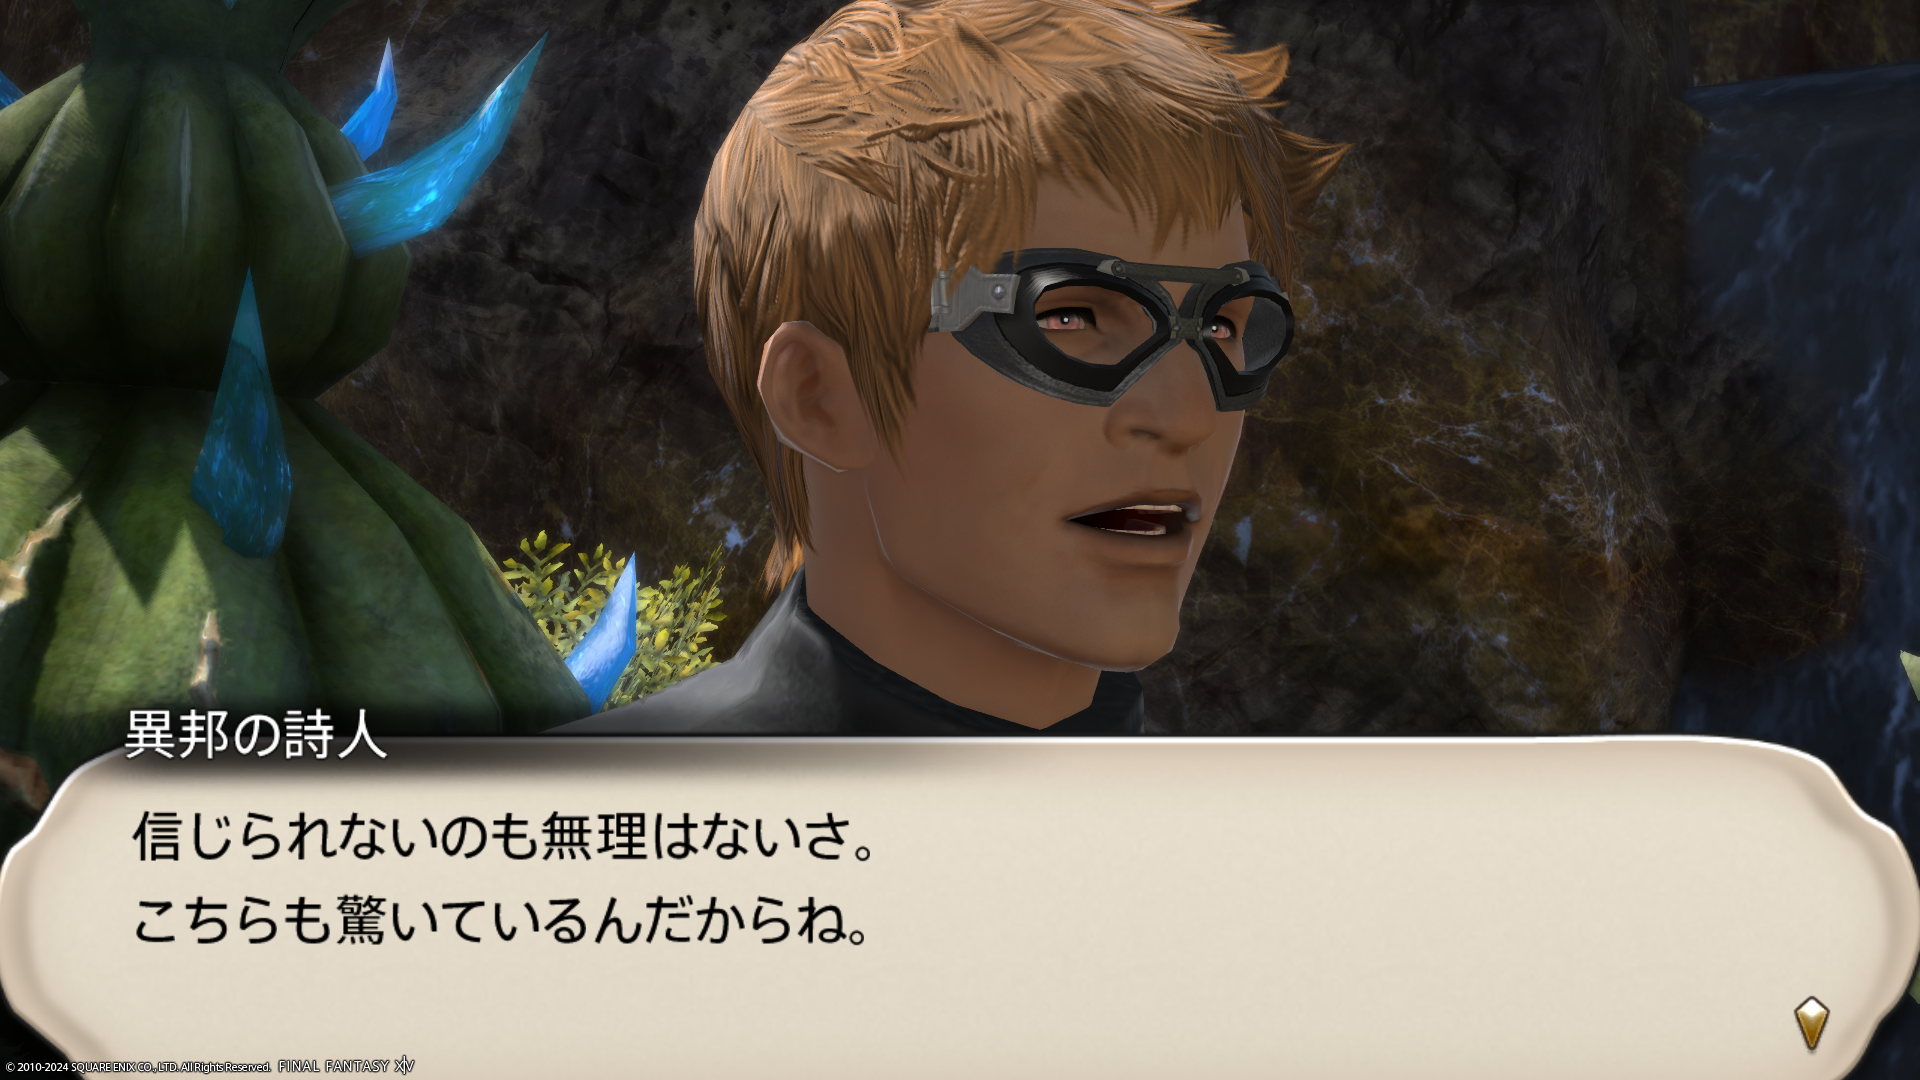 異邦の詩人
信じられないのも無理はないさ。
こちらも驚いているんだからね。
© 2010-2024 SQUARE ENIX CO., LTD. All Rights Reserved. FINAL FANTASY XIV